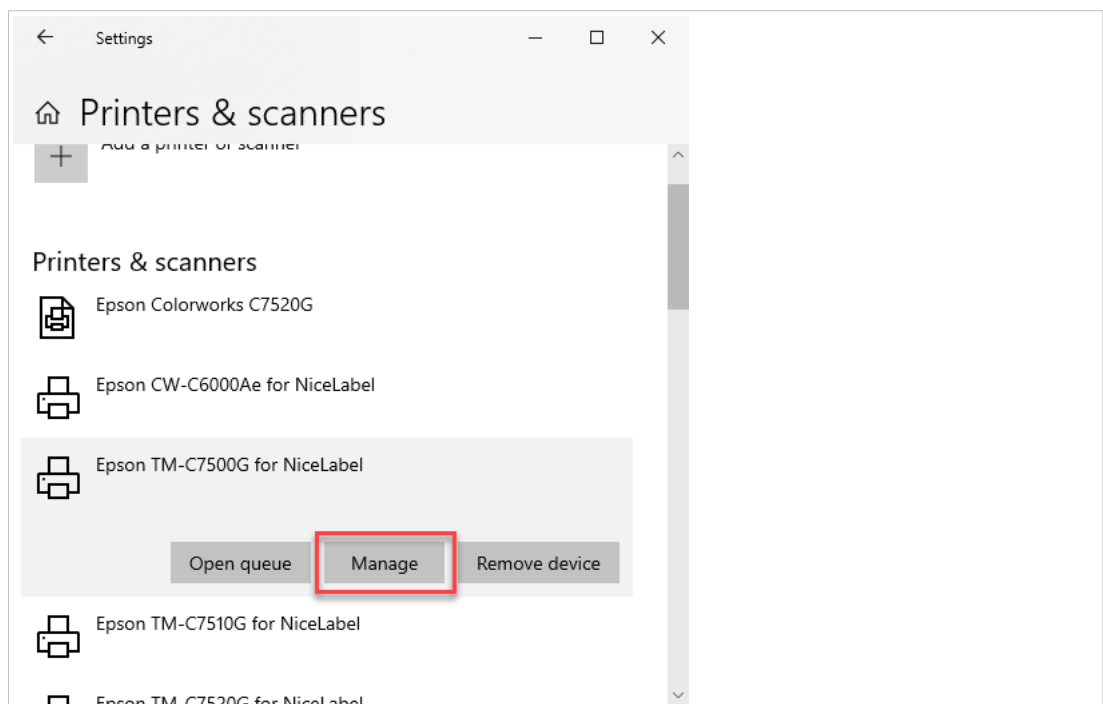 Settings
Printers & scanners
Add a printer or scanner
Printers & scanners
Epson Colorworks C7520G
Epson CW-C6000Ae for NiceLabel
Epson TM-C7500G for NiceLabel
Open queue Manage Remove device
Epson TM-C7510G for NiceLabel
Epson TM-C7520G for NiceLabel